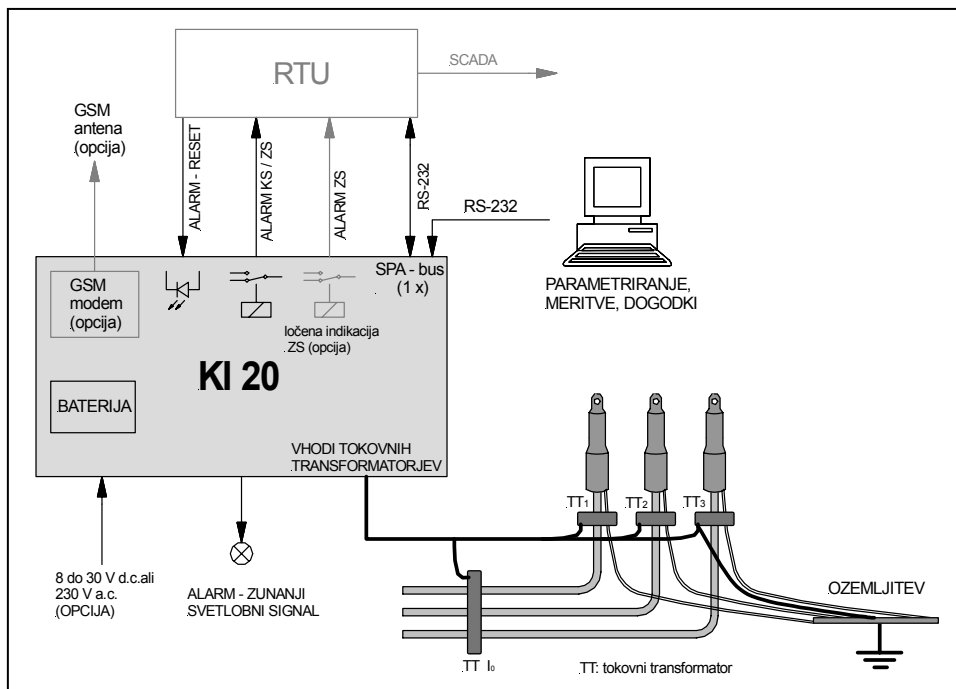 RTU
SCADA
GSM
antena
(opcija)
ALARM - RESET
ALARM KS / ZS
ALARM ZS
RS-232
RS-232
GSM
modem
(opcija)
SPA - bus
(1 x)
ločena indikacija
ZS (opcija)
KI 20
BATERIJA
VHODI TOKOVNIH
TRANSFORMATORJEV
PARAMETRIRANJE,
MERITVE, DOGODKI
TT1
TT2
TT3
8 do 30 V d.c.ali
230 V a.c.
(OPCIJA)
ALARM - ZUNANJI
SVETLOBNI SIGNAL
OZEMLJITEV
TT I0
TT: tokovni transformator